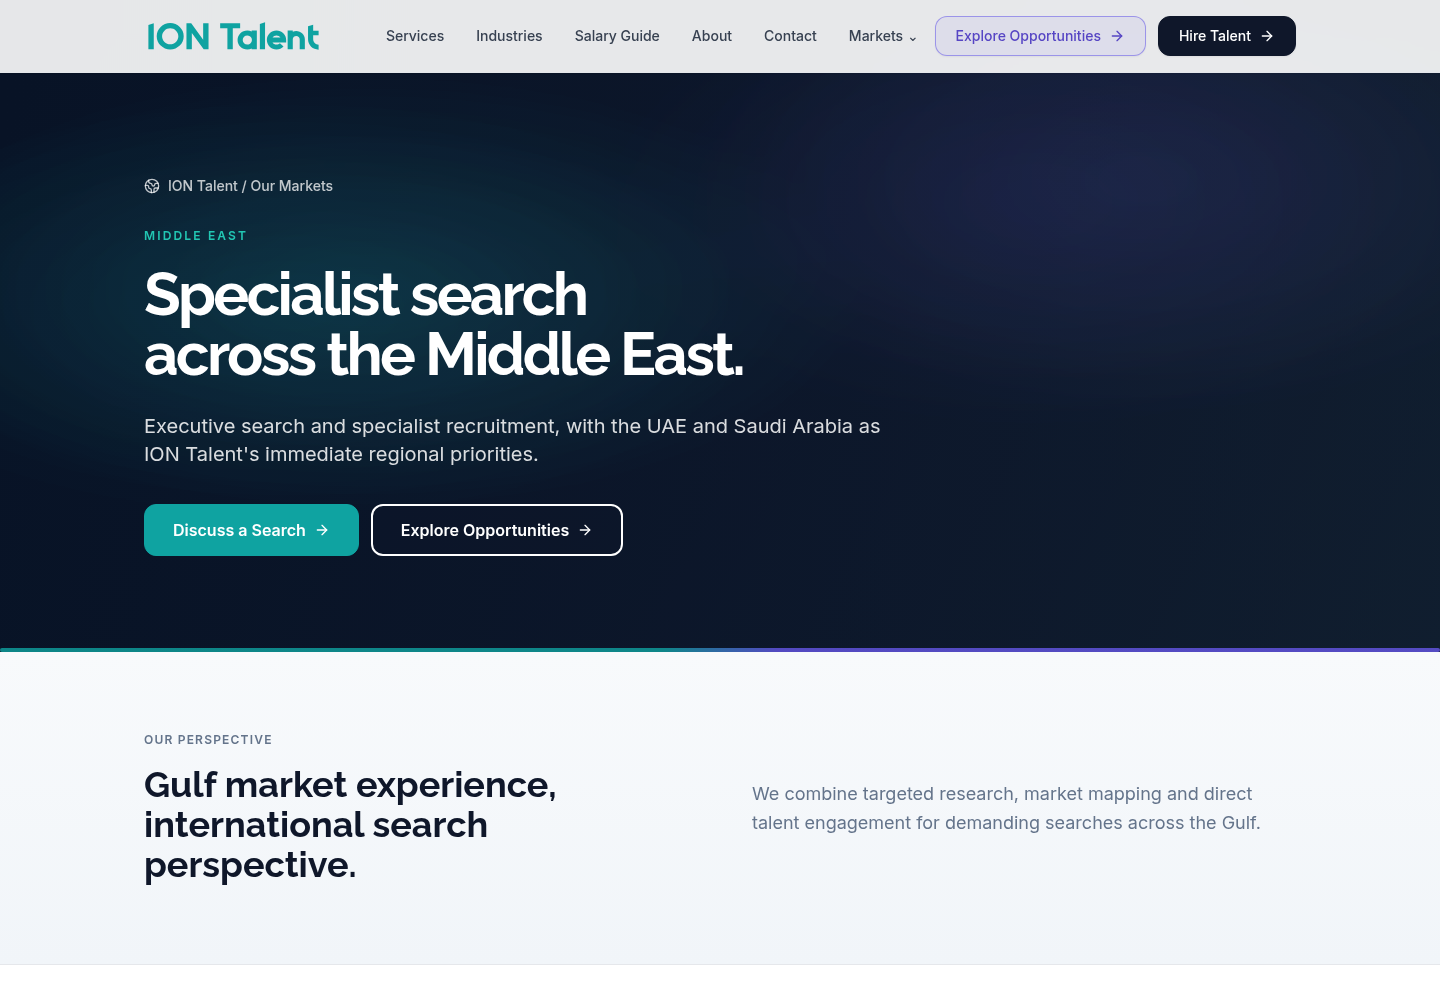 ION Talent
Services
Industries
Salary Guide
About
Contact
Markets
Explore Opportunities
Hire Talent
ION Talent / Our Markets
MIDDLE EAST
Specialist search
across the Middle East.
Executive search and specialist recruitment, with the UAE and Saudi Arabia as
ION Talent's immediate regional priorities.
Discuss a Search
Explore Opportunities
OUR PERSPECTIVE
Gulf market experience,
international search
perspective.
We combine targeted research, market mapping and direct
talent engagement for demanding searches across the Gulf.